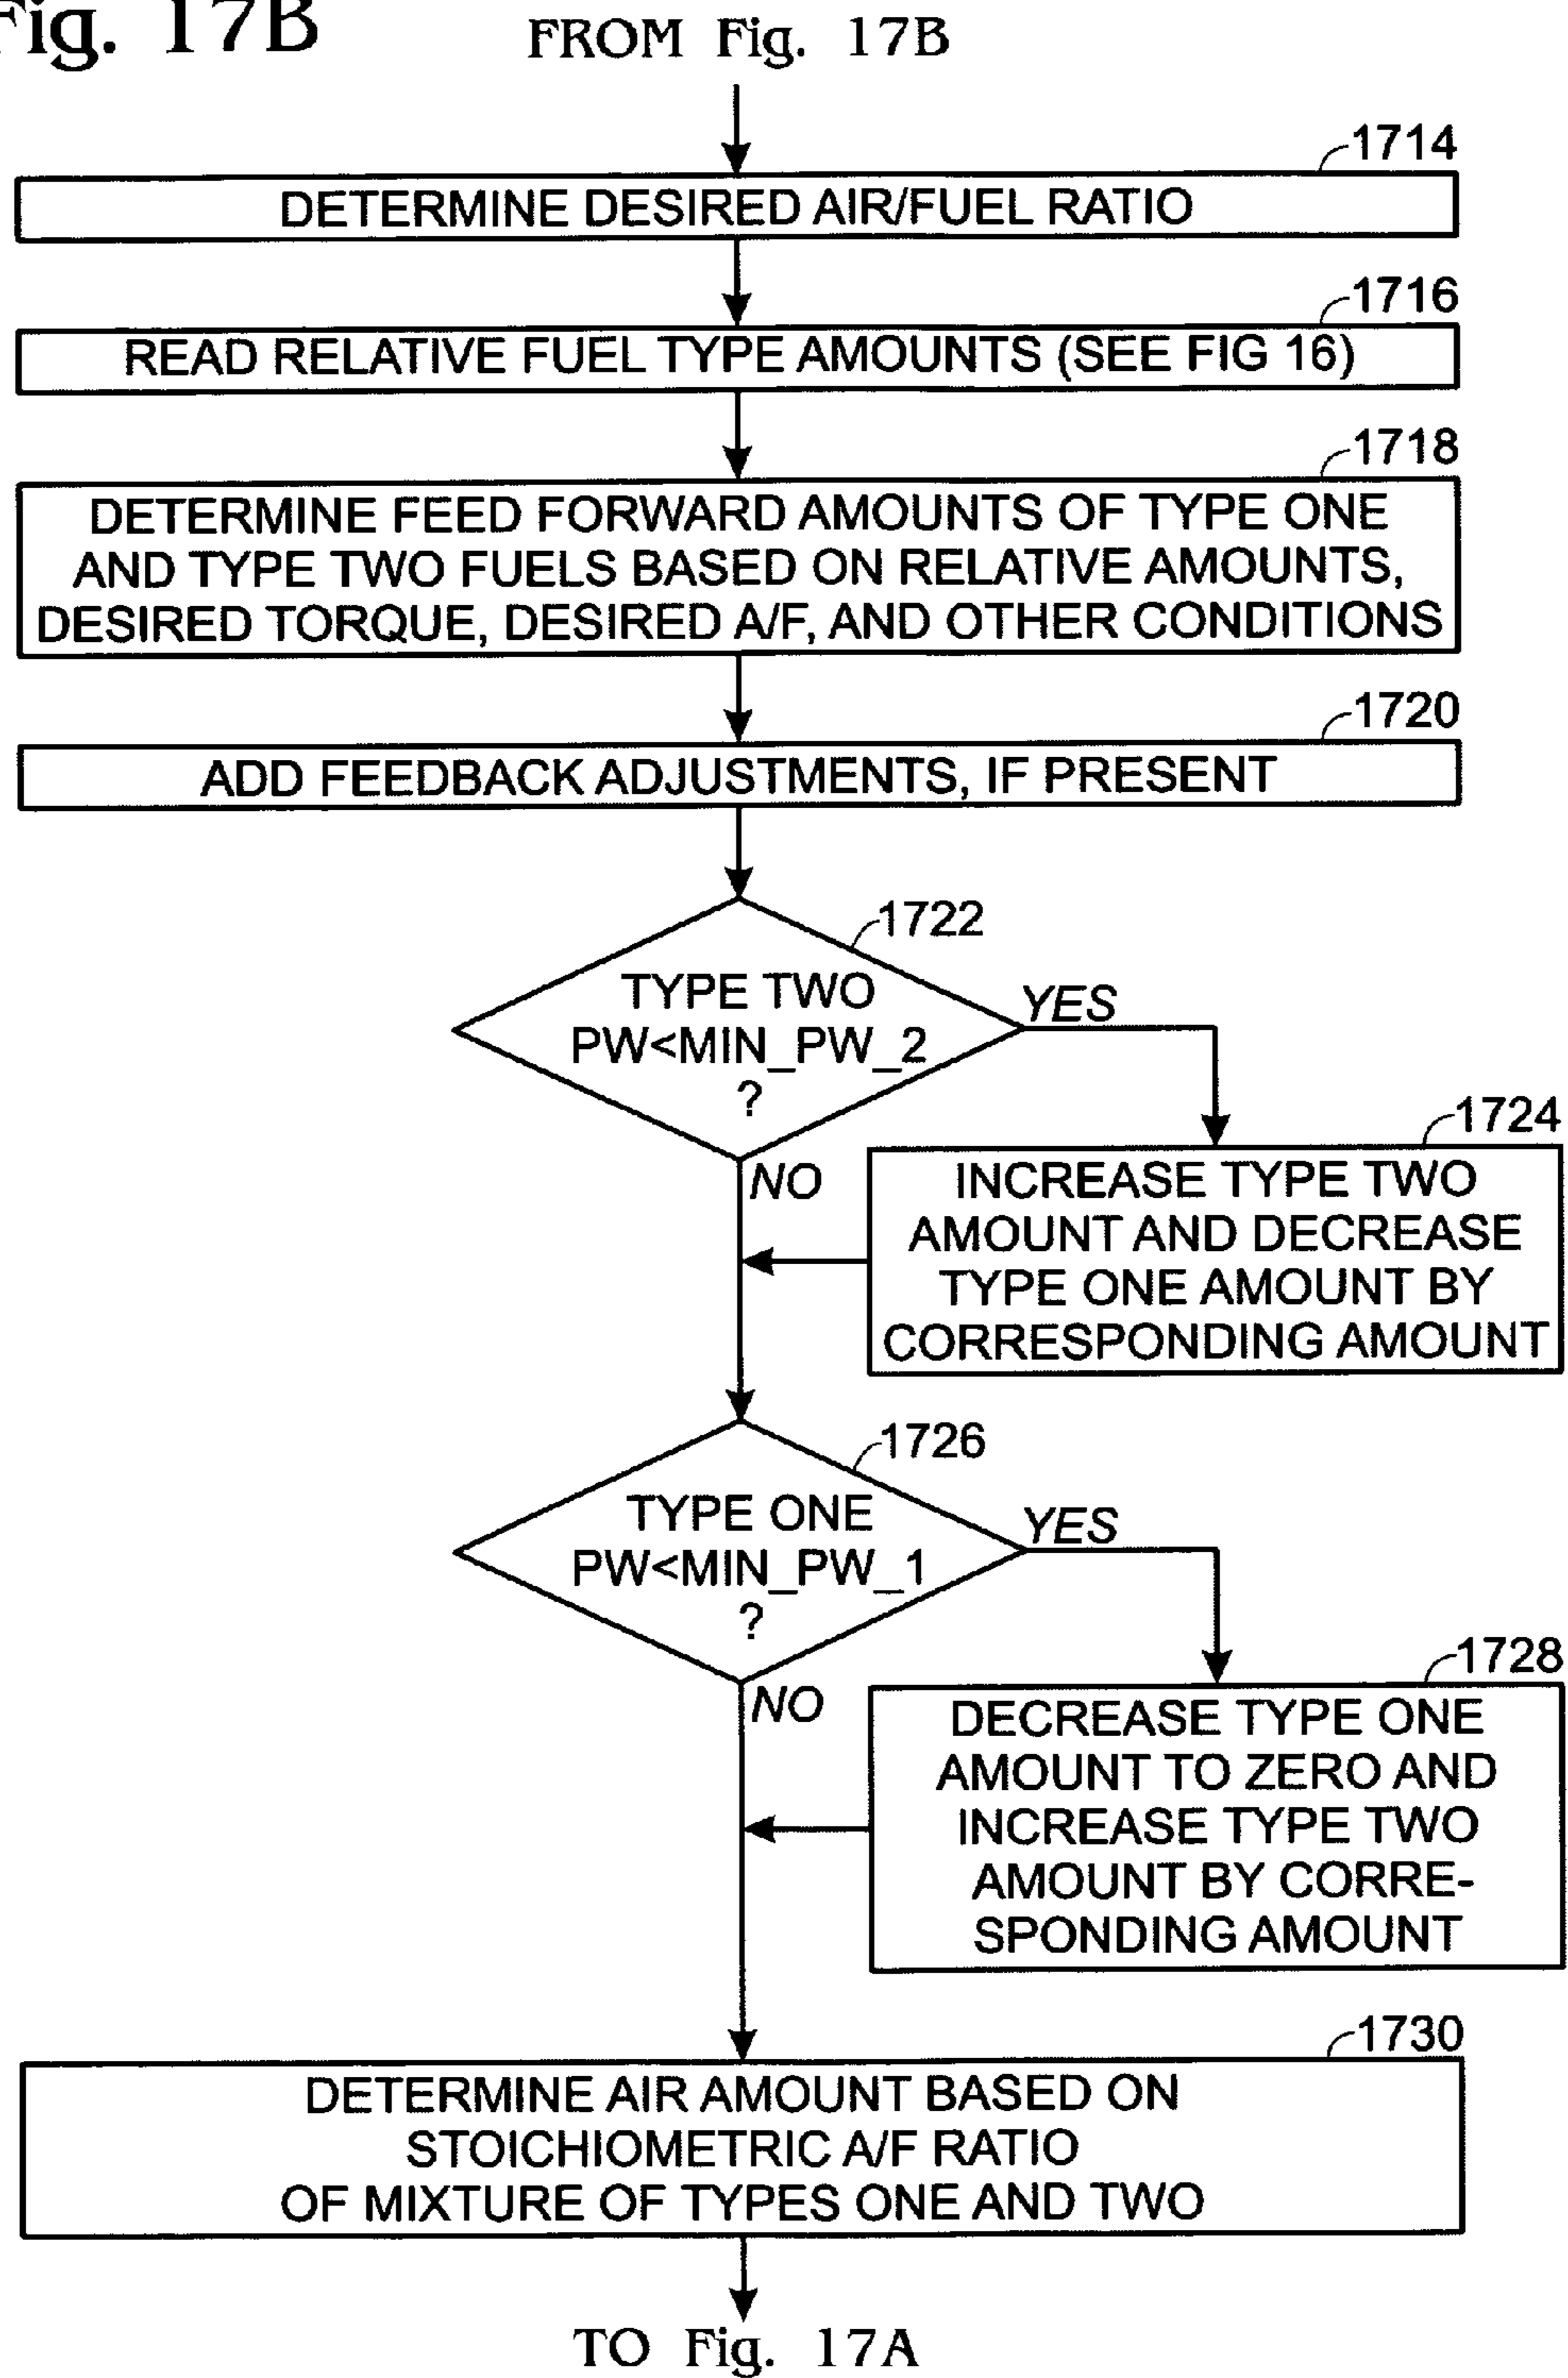 Fig. 17B
FROM Fig. 17B
1714
DETERMINE DESIRED AIR/FUEL RATIO
1716
READ RELATIVE FUEL TYPE AMOUNTS (SEE FIG 16)
1718
DETERMINE FEED FORWARD AMOUNTS OF TYPE ONE
AND TYPE TWO FUELS BASED ON RELATIVE AMOUNTS,
DESIRED TORQUE, DESIRED A/F, AND OTHER CONDITIONS
1720
ADD FEEDBACK ADJUSTMENTS, IF PRESENT
1722
TYPE TWO
PW<MIN_PW_2
?
YES
NO
1724
INCREASE TYPE TWO
AMOUNT AND DECREASE
TYPE ONE AMOUNT BY
CORRESPONDING AMOUNT
1726
TYPE ONE
PW<MIN_PW_1
?
YES
NO
1728
DECREASE TYPE ONE
AMOUNT TO ZERO AND
INCREASE TYPE TWO
AMOUNT BY CORRE-
SPONDING AMOUNT
1730
DETERMINE AIR AMOUNT BASED ON
STOICHIOMETRIC A/F RATIO
OF MIXTURE OF TYPES ONE AND TWO
TO Fig. 17A